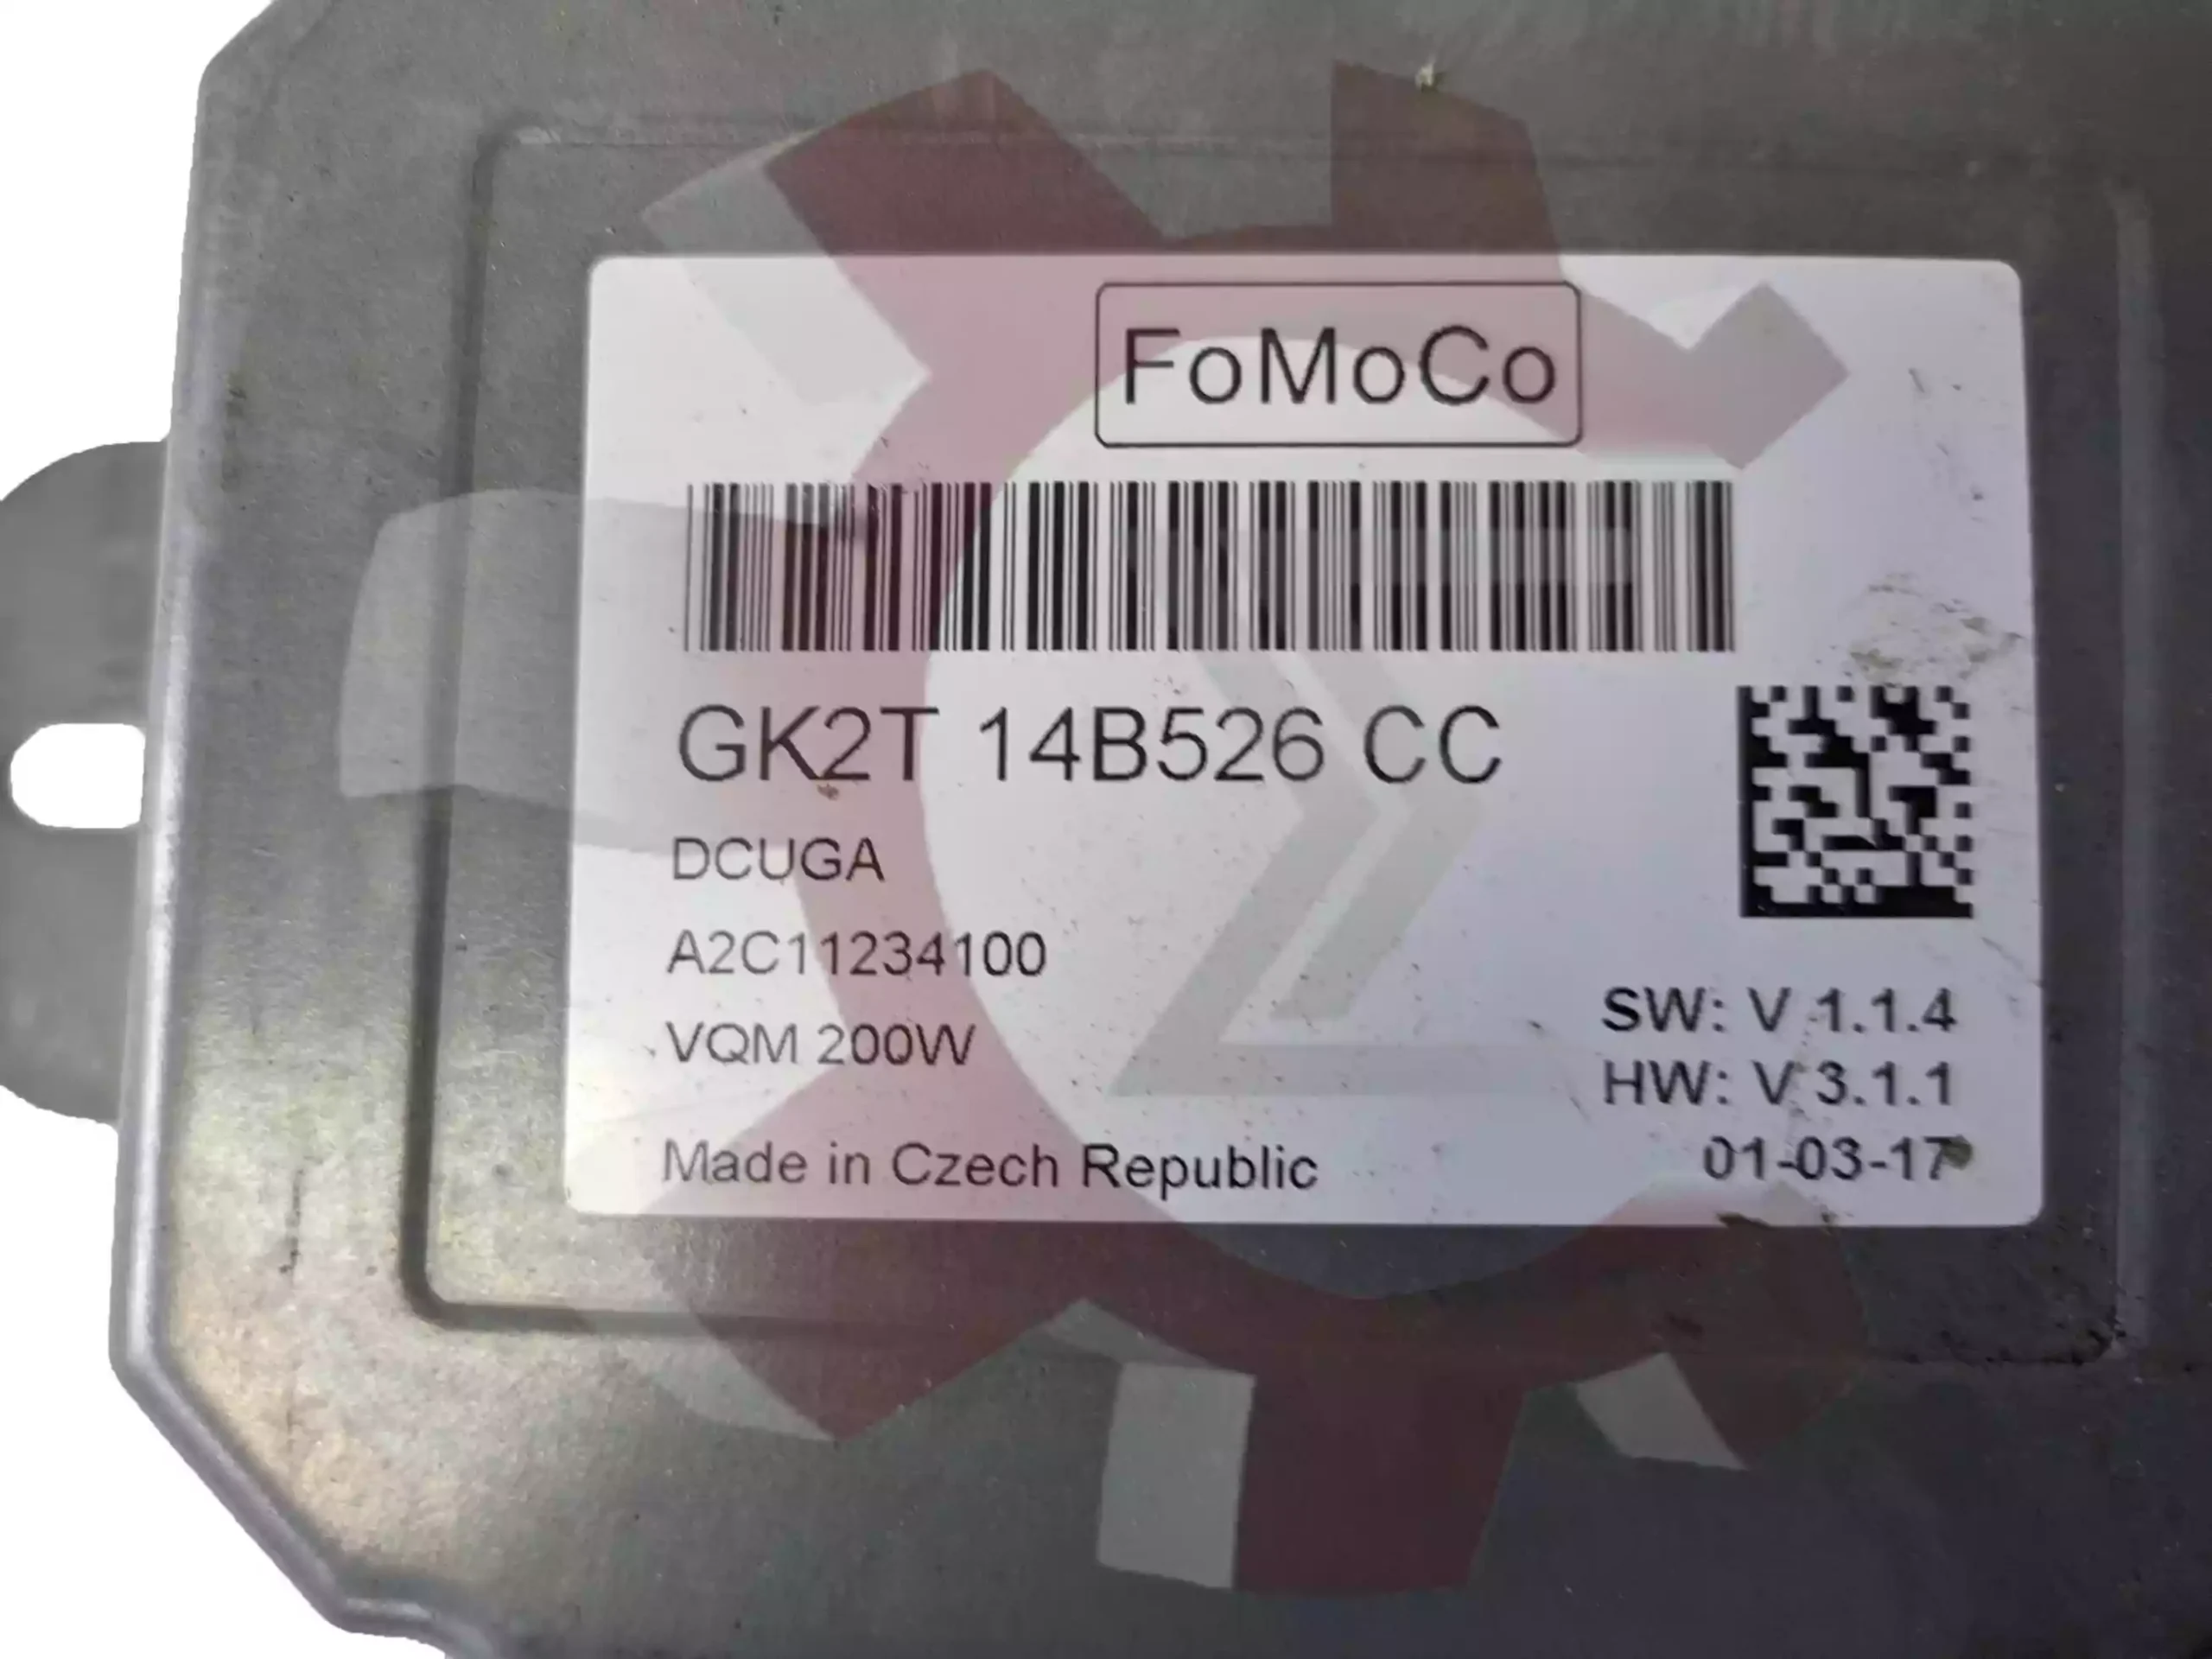 FoMoCo
GK2T 14B526 CC
DCUGA
A2C11234100
VQM 200W
SW: V 1.1.4
HW: V 3.1.1
Made in Czech Republic
01-03-17